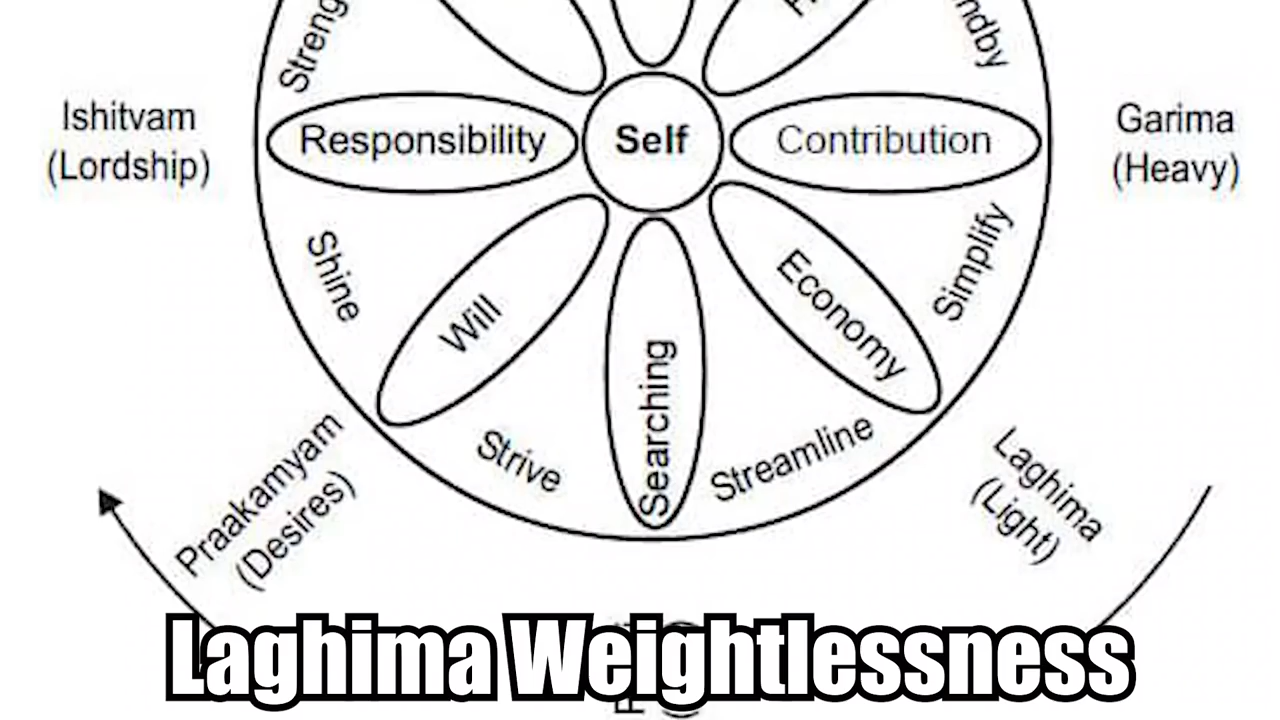 Ishitvam
(Lordship)
Responsibility
Self
Contribution
Garima
(Heavy)
Shine
Will
Searching
Economy
Simplify
Strive
Streamline
Praakamyam
(Desires)
Laghima
(Light)
Laghima Weightlessness